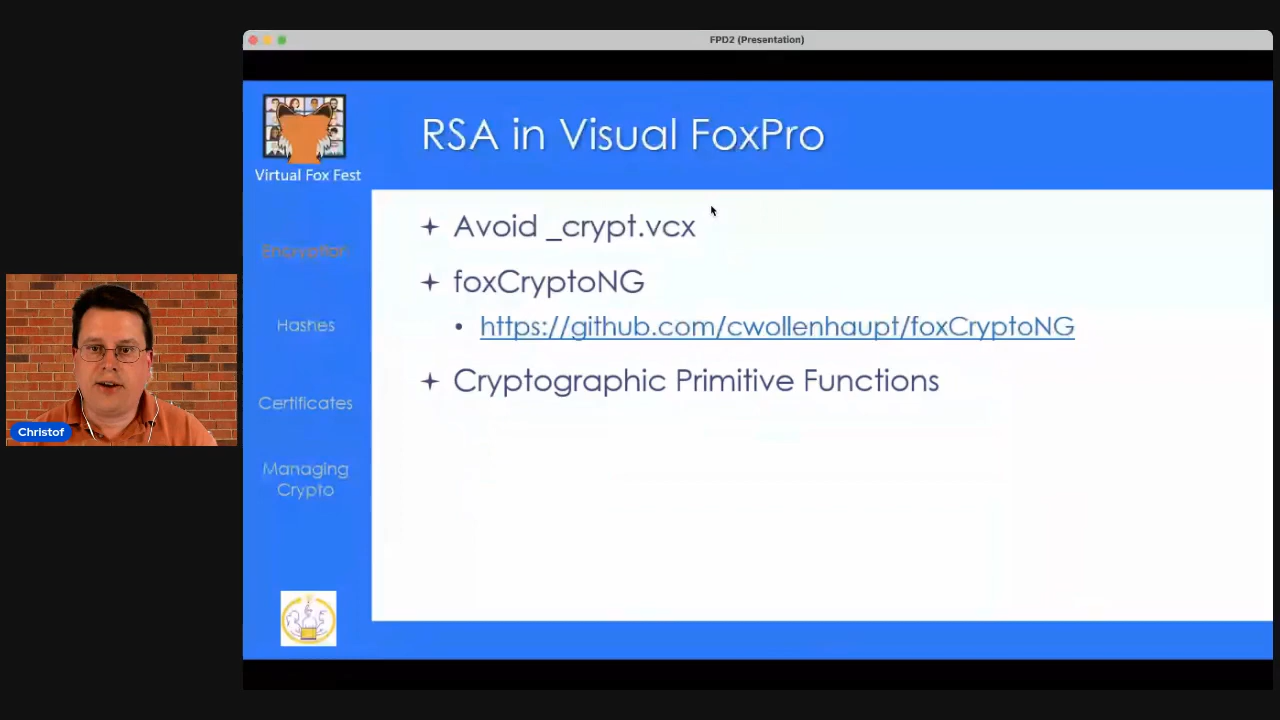 FPD2 (Presentation)
Virtual Fox Fest
RSA in Visual FoxPro
Encryption
Hashes
Certificates
Managing
Crypto
Avoid _crypt.vcx
foxCryptoNG
https://github.com/cwollenhaupt/foxCryptoNG
Cryptographic Primitive Functions
Christof